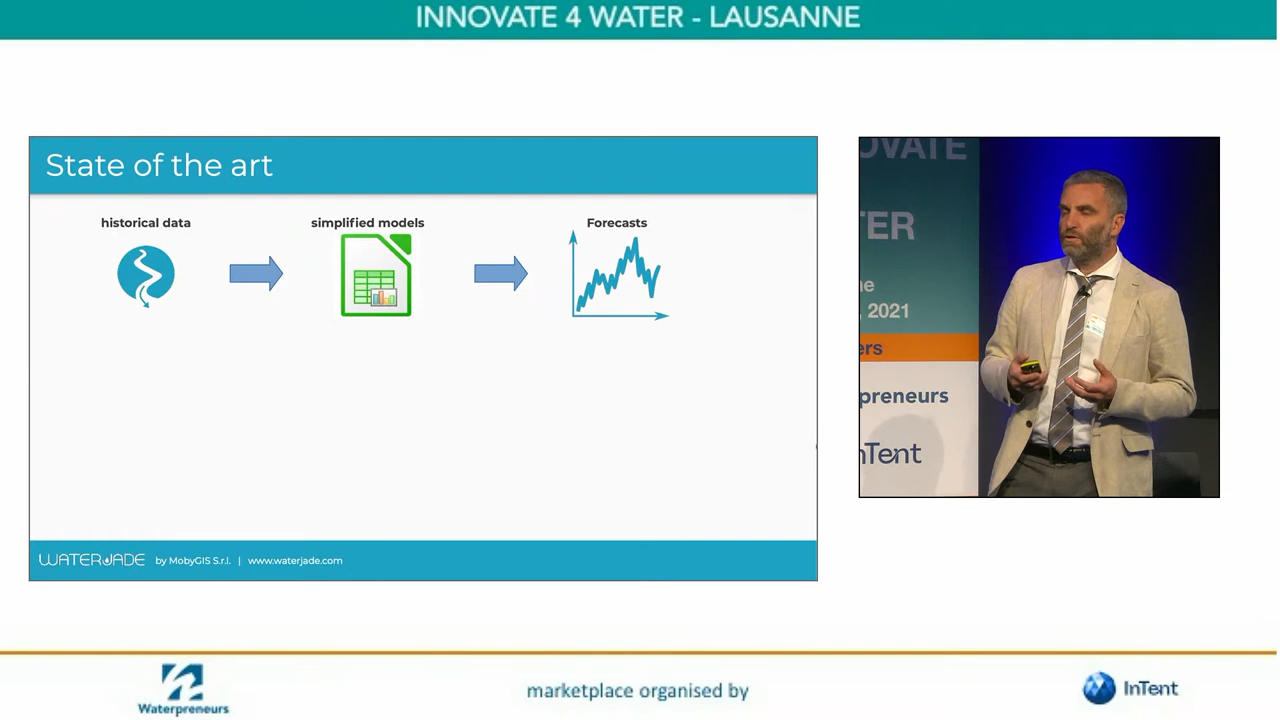 INNOVATE 4 WATER - LAUSANNE
State of the art
historical data
simplified models
Forecasts
WATERJADE by MobyGIS S.r.l. | www.waterjade.com
OVATE
TER
ne
, 2021
ers
preneurs
nTent
Waterpreneurs
marketplace organised by
InTent